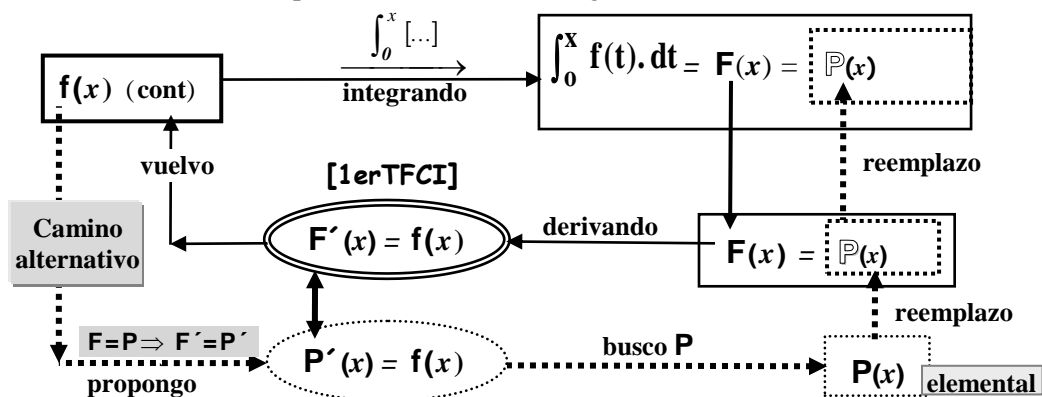 ∫₀ˣ [...]
integrando
f(x) (cont)
∫₀ˣ f(t).dt = F(x) = ℙ(x)
vuelvo
reemplazo
[1erTFCI]
Camino
alternativo
F´(x) = f(x)
derivando
F(x) = ℙ(x)
reemplazo
F=P⇒ F´=P´
propongo
P´(x) = f(x)
busco P
P(x)
elemental